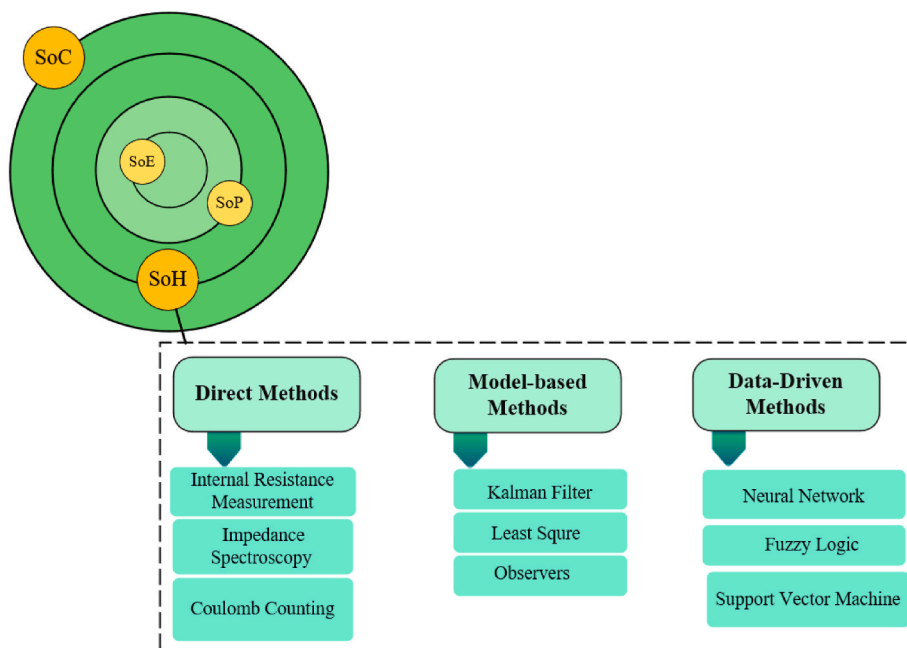 SoC
SoE
SoP
SoH
Direct Methods
Internal Resistance
Measurement
Impedance
Spectroscopy
Coulomb Counting
Model-based
Methods
Kalman Filter
Least Squre
Observers
Data-Driven
Methods
Neural Network
Fuzzy Logic
Support Vector Machine